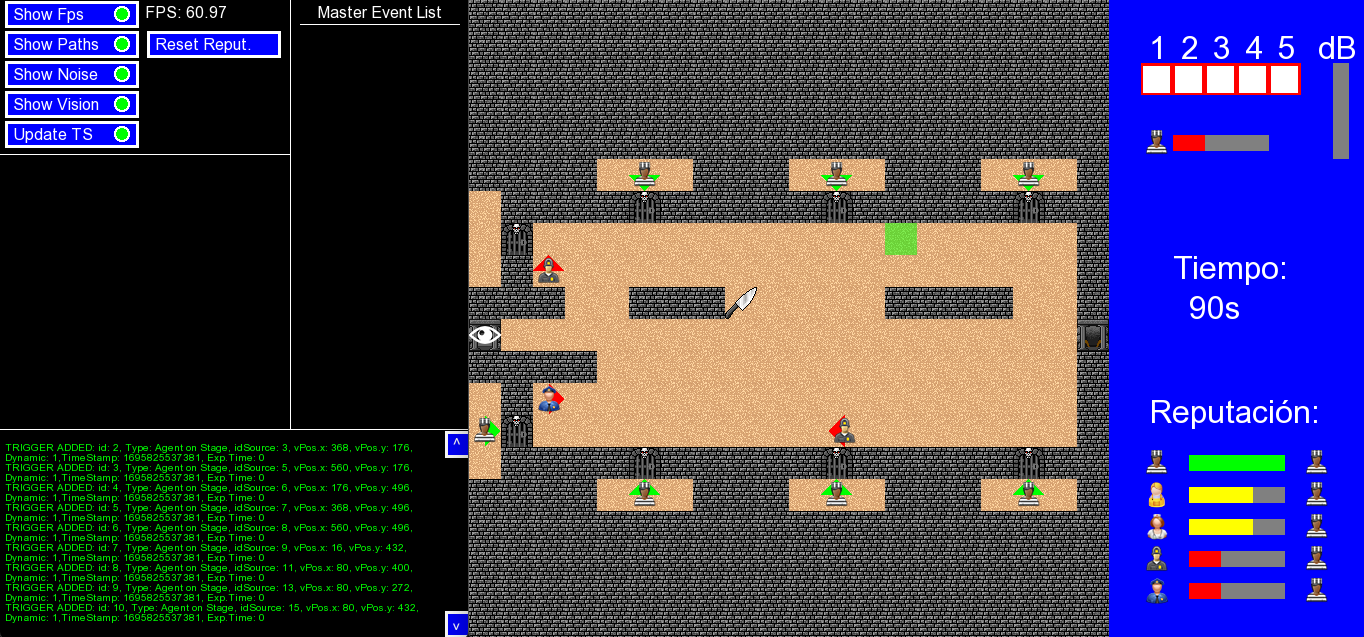 Show Fps
FPS: 60.97
Master Event List
Show Paths
Reset Reput.
Show Noise
Show Vision
Update TS
1 2 3 4 5 dB
Tiempo:
90s
Reputación:
^
TRIGGER ADDED: id: 2, Type: Agent on Stage, idSource: 3, vPos.x: 368, vPos.y: 176,
Dynamic: 1,TimeStamp: 1695825537381, Exp.Time: 0
TRIGGER ADDED: id: 3, Type: Agent on Stage, idSource: 5, vPos.x: 560, vPos.y: 176,
Dynamic: 1,TimeStamp: 1695825537381, Exp.Time: 0
TRIGGER ADDED: id: 4, Type: Agent on Stage, idSource: 6, vPos.x: 176, vPos.y: 496,
Dynamic: 1,TimeStamp: 1695825537381, Exp.Time: 0
TRIGGER ADDED: id: 5, Type: Agent on Stage, idSource: 7, vPos.x: 368, vPos.y: 496,
Dynamic: 1,TimeStamp: 1695825537381, Exp.Time: 0
TRIGGER ADDED: id: 6, Type: Agent on Stage, idSource: 8, vPos.x: 560, vPos.y: 496,
Dynamic: 1,TimeStamp: 1695825537381, Exp.Time: 0
TRIGGER ADDED: id: 7, Type: Agent on Stage, idSource: 9, vPos.x: 16, vPos.y: 432,
Dynamic: 1,TimeStamp: 1695825537381, Exp.Time: 0
TRIGGER ADDED: id: 8, Type: Agent on Stage, idSource: 11, vPos.x: 80, vPos.y: 400,
Dynamic: 1,TimeStamp: 1695825537381, Exp.Time: 0
TRIGGER ADDED: id: 9, Type: Agent on Stage, idSource: 13, vPos.x: 80, vPos.y: 272,
Dynamic: 1,TimeStamp: 1695825537381, Exp.Time: 0
TRIGGER ADDED: id: 10, Type: Agent on Stage, idSource: 15, vPos.x: 80, vPos.y: 432,
Dynamic: 1,TimeStamp: 1695825537381, Exp.Time: 0
v